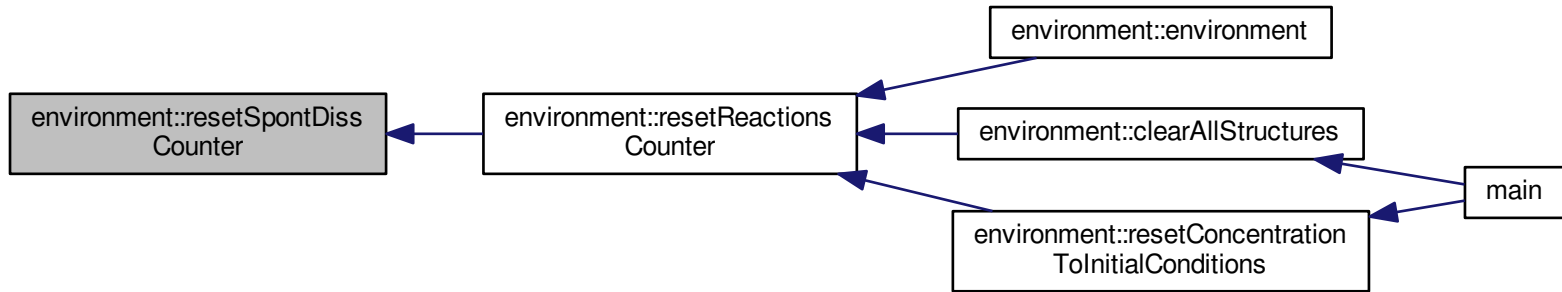 environment::environment
environment::resetSpontDiss
Counter
environment::resetReactions
Counter
environment::clearAllStructures
main
environment::resetConcentration
ToInitialConditions